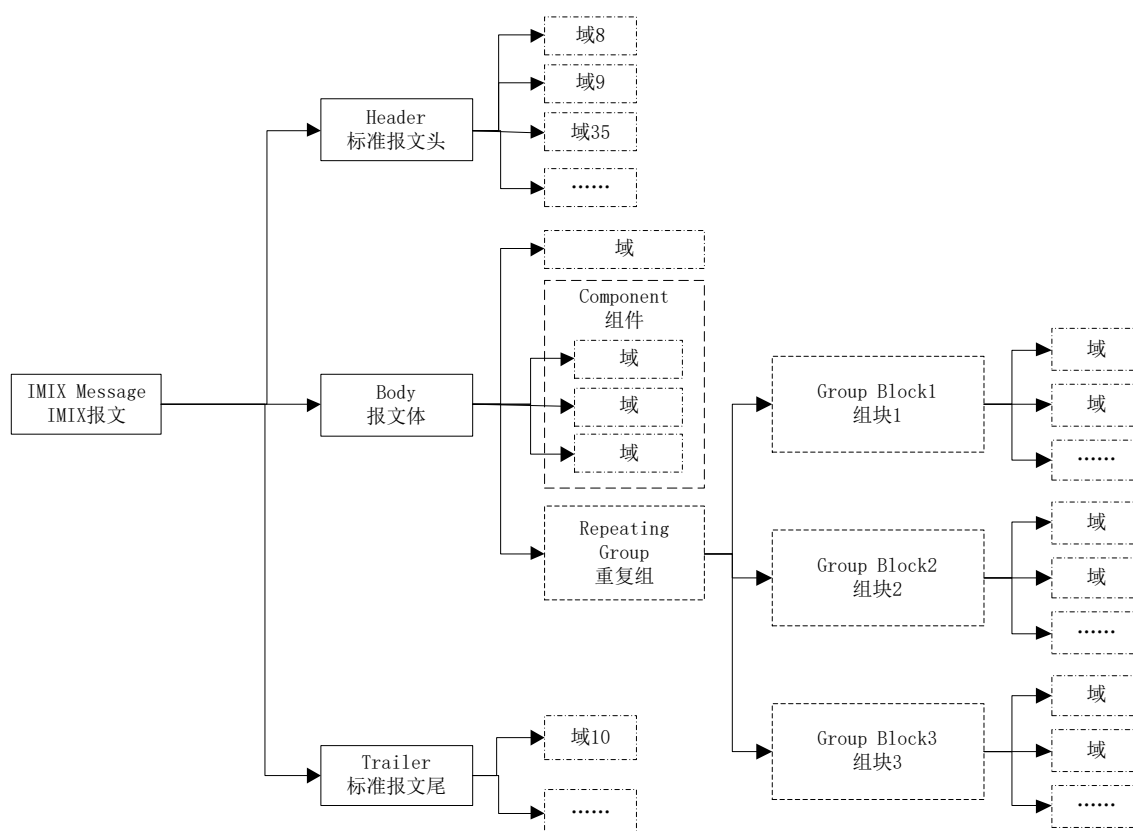 IMIX Message
IMIX报文
Header
标准报文头
域8
域9
域35
……
Body
报文体
域
Component
组件
域
域
域
Repeating
Group
重复组
Group Block1
组块1
域
域
……
Group Block2
组块2
域
域
……
Group Block3
组块3
域
域
……
Trailer
标准报文尾
域10
……